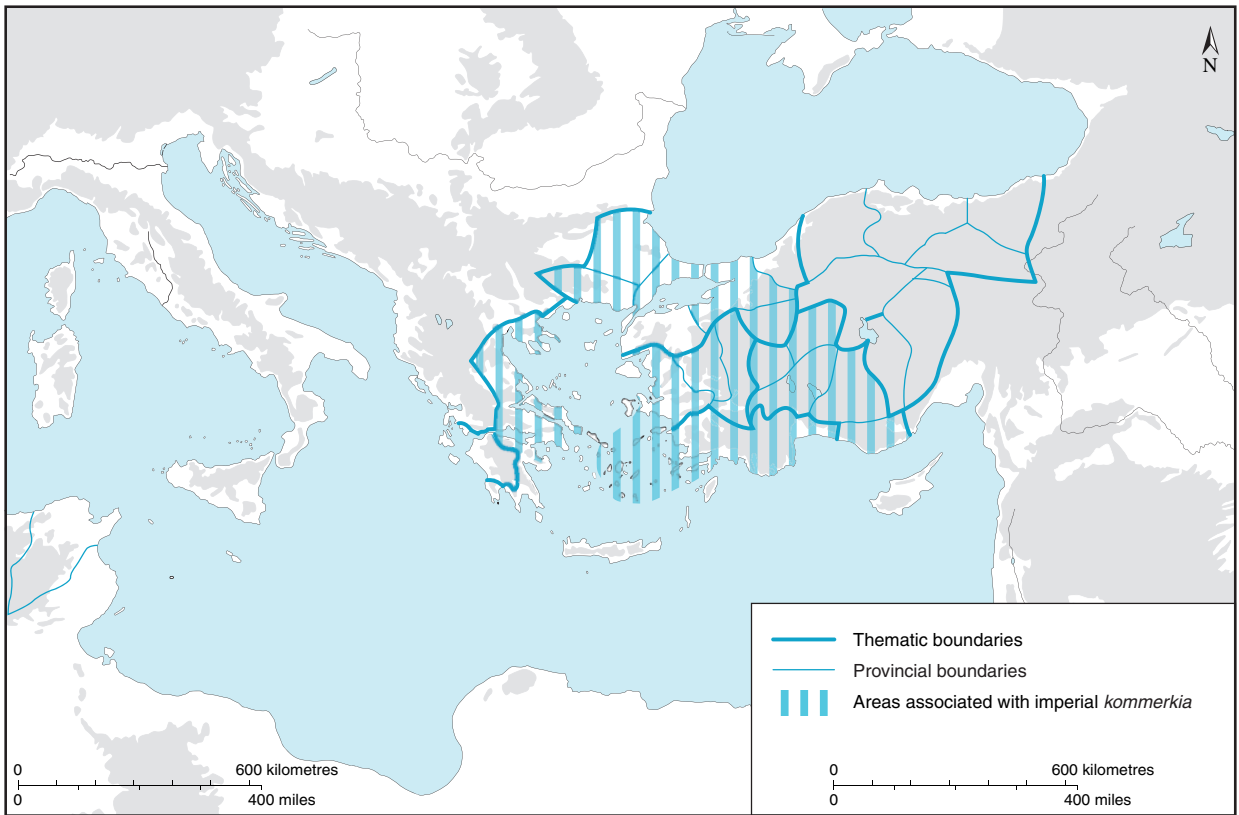 N
Thematic boundaries
Provincial boundaries
Areas associated with imperial kommerkia
0 600 kilometres
0 400 miles
0 600 kilometres
0 400 miles